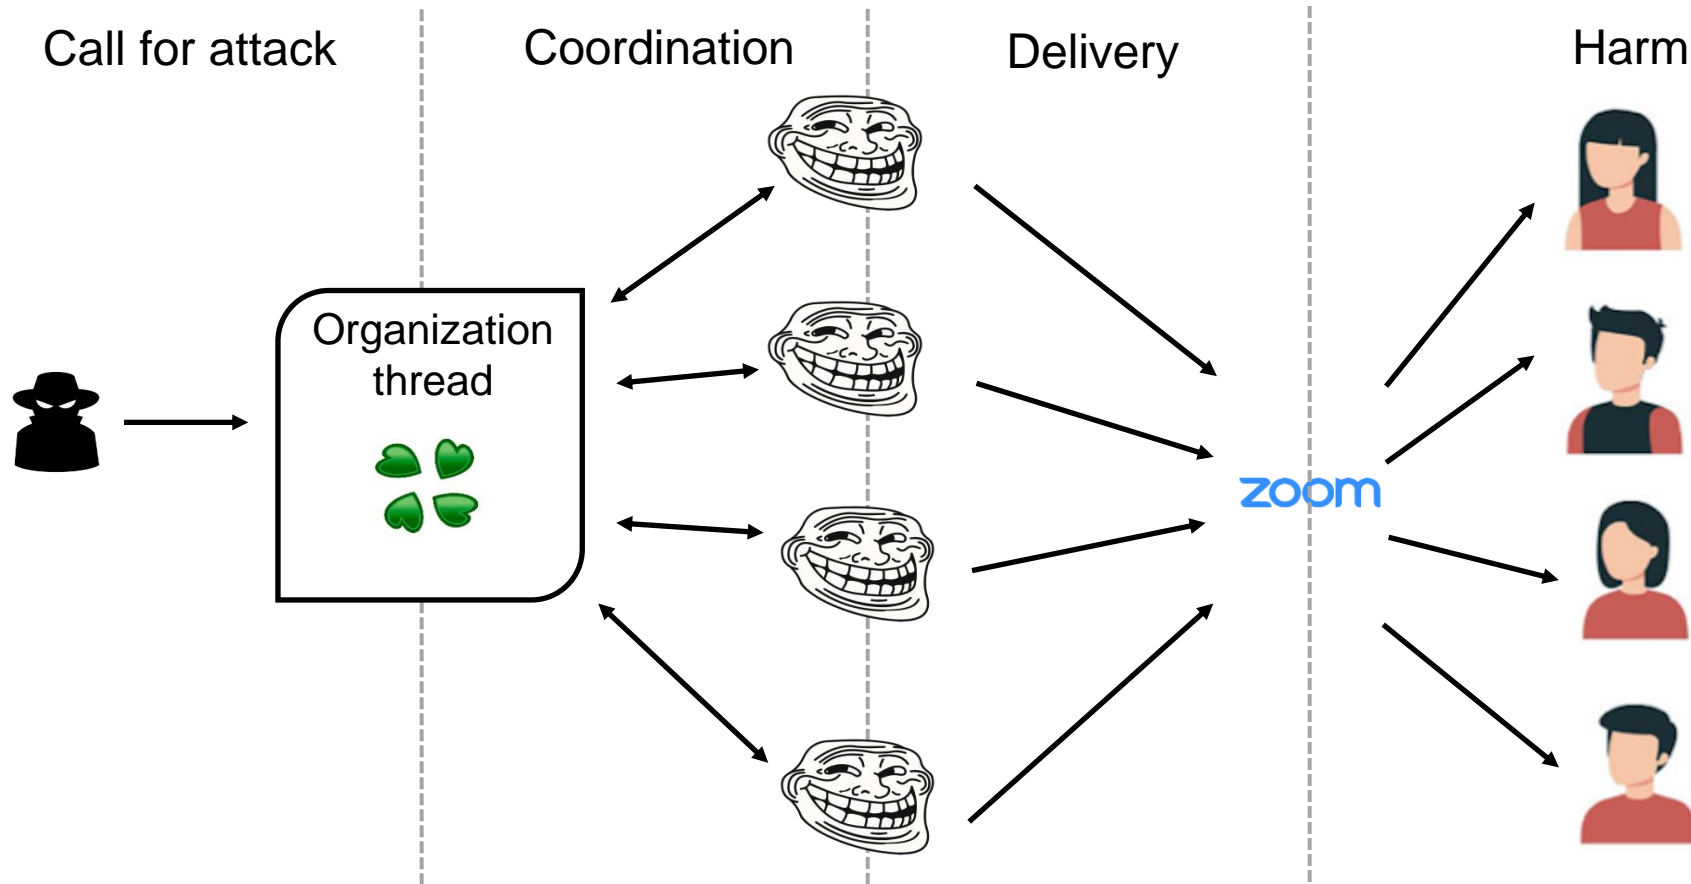 Call for attack
Coordination
Delivery
Harm
Organization
thread
zoom